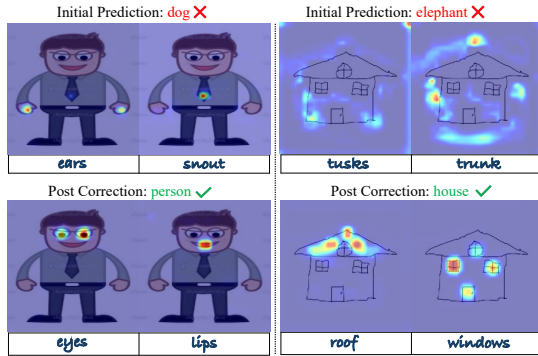 Initial Prediction: dog ✗
ears
snout
Post Correction: person ✓
eyes
lips
Initial Prediction: elephant ✗
tusks
trunk
Post Correction: house ✓
roof
windows